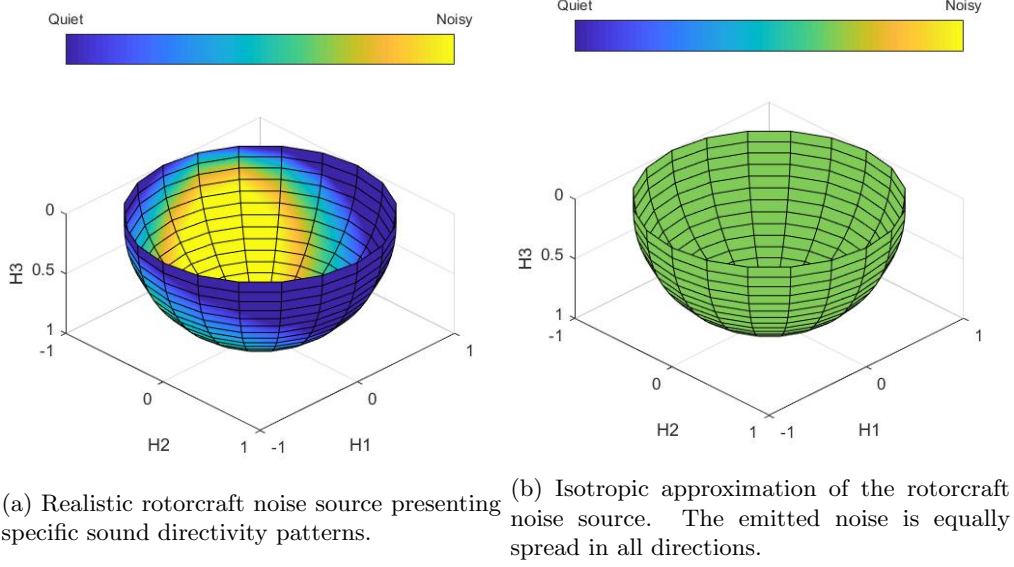 Quiet Noisy
0
0.5
1
H3
-1
0
1
H2
-1
0
1
H1
(a) Realistic rotorcraft noise source presenting
specific sound directivity patterns.
Quiet Noisy
0
0.5
1
H3
-1
0
1
H2
-1
0
1
H1
(b) Isotropic approximation of the rotorcraft
noise source. The emitted noise is equally
spread in all directions.